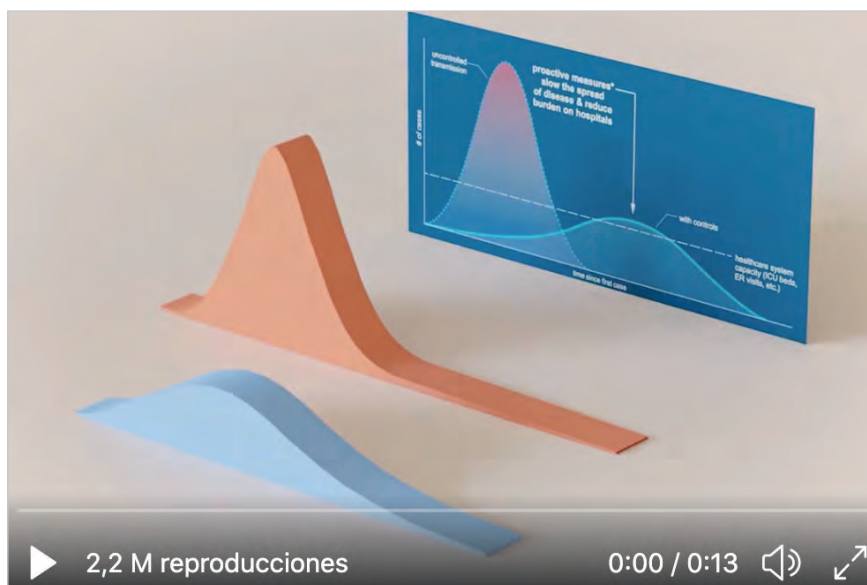 uncontrolled
transmission
proactive measures*
slow the spread
of disease & reduce
burden on hospitals
# of cases
with controls
healthcare system
capacity (ICU beds,
ER visits, etc.)
time since first case
2,2 M reproducciones
0:00 / 0:13